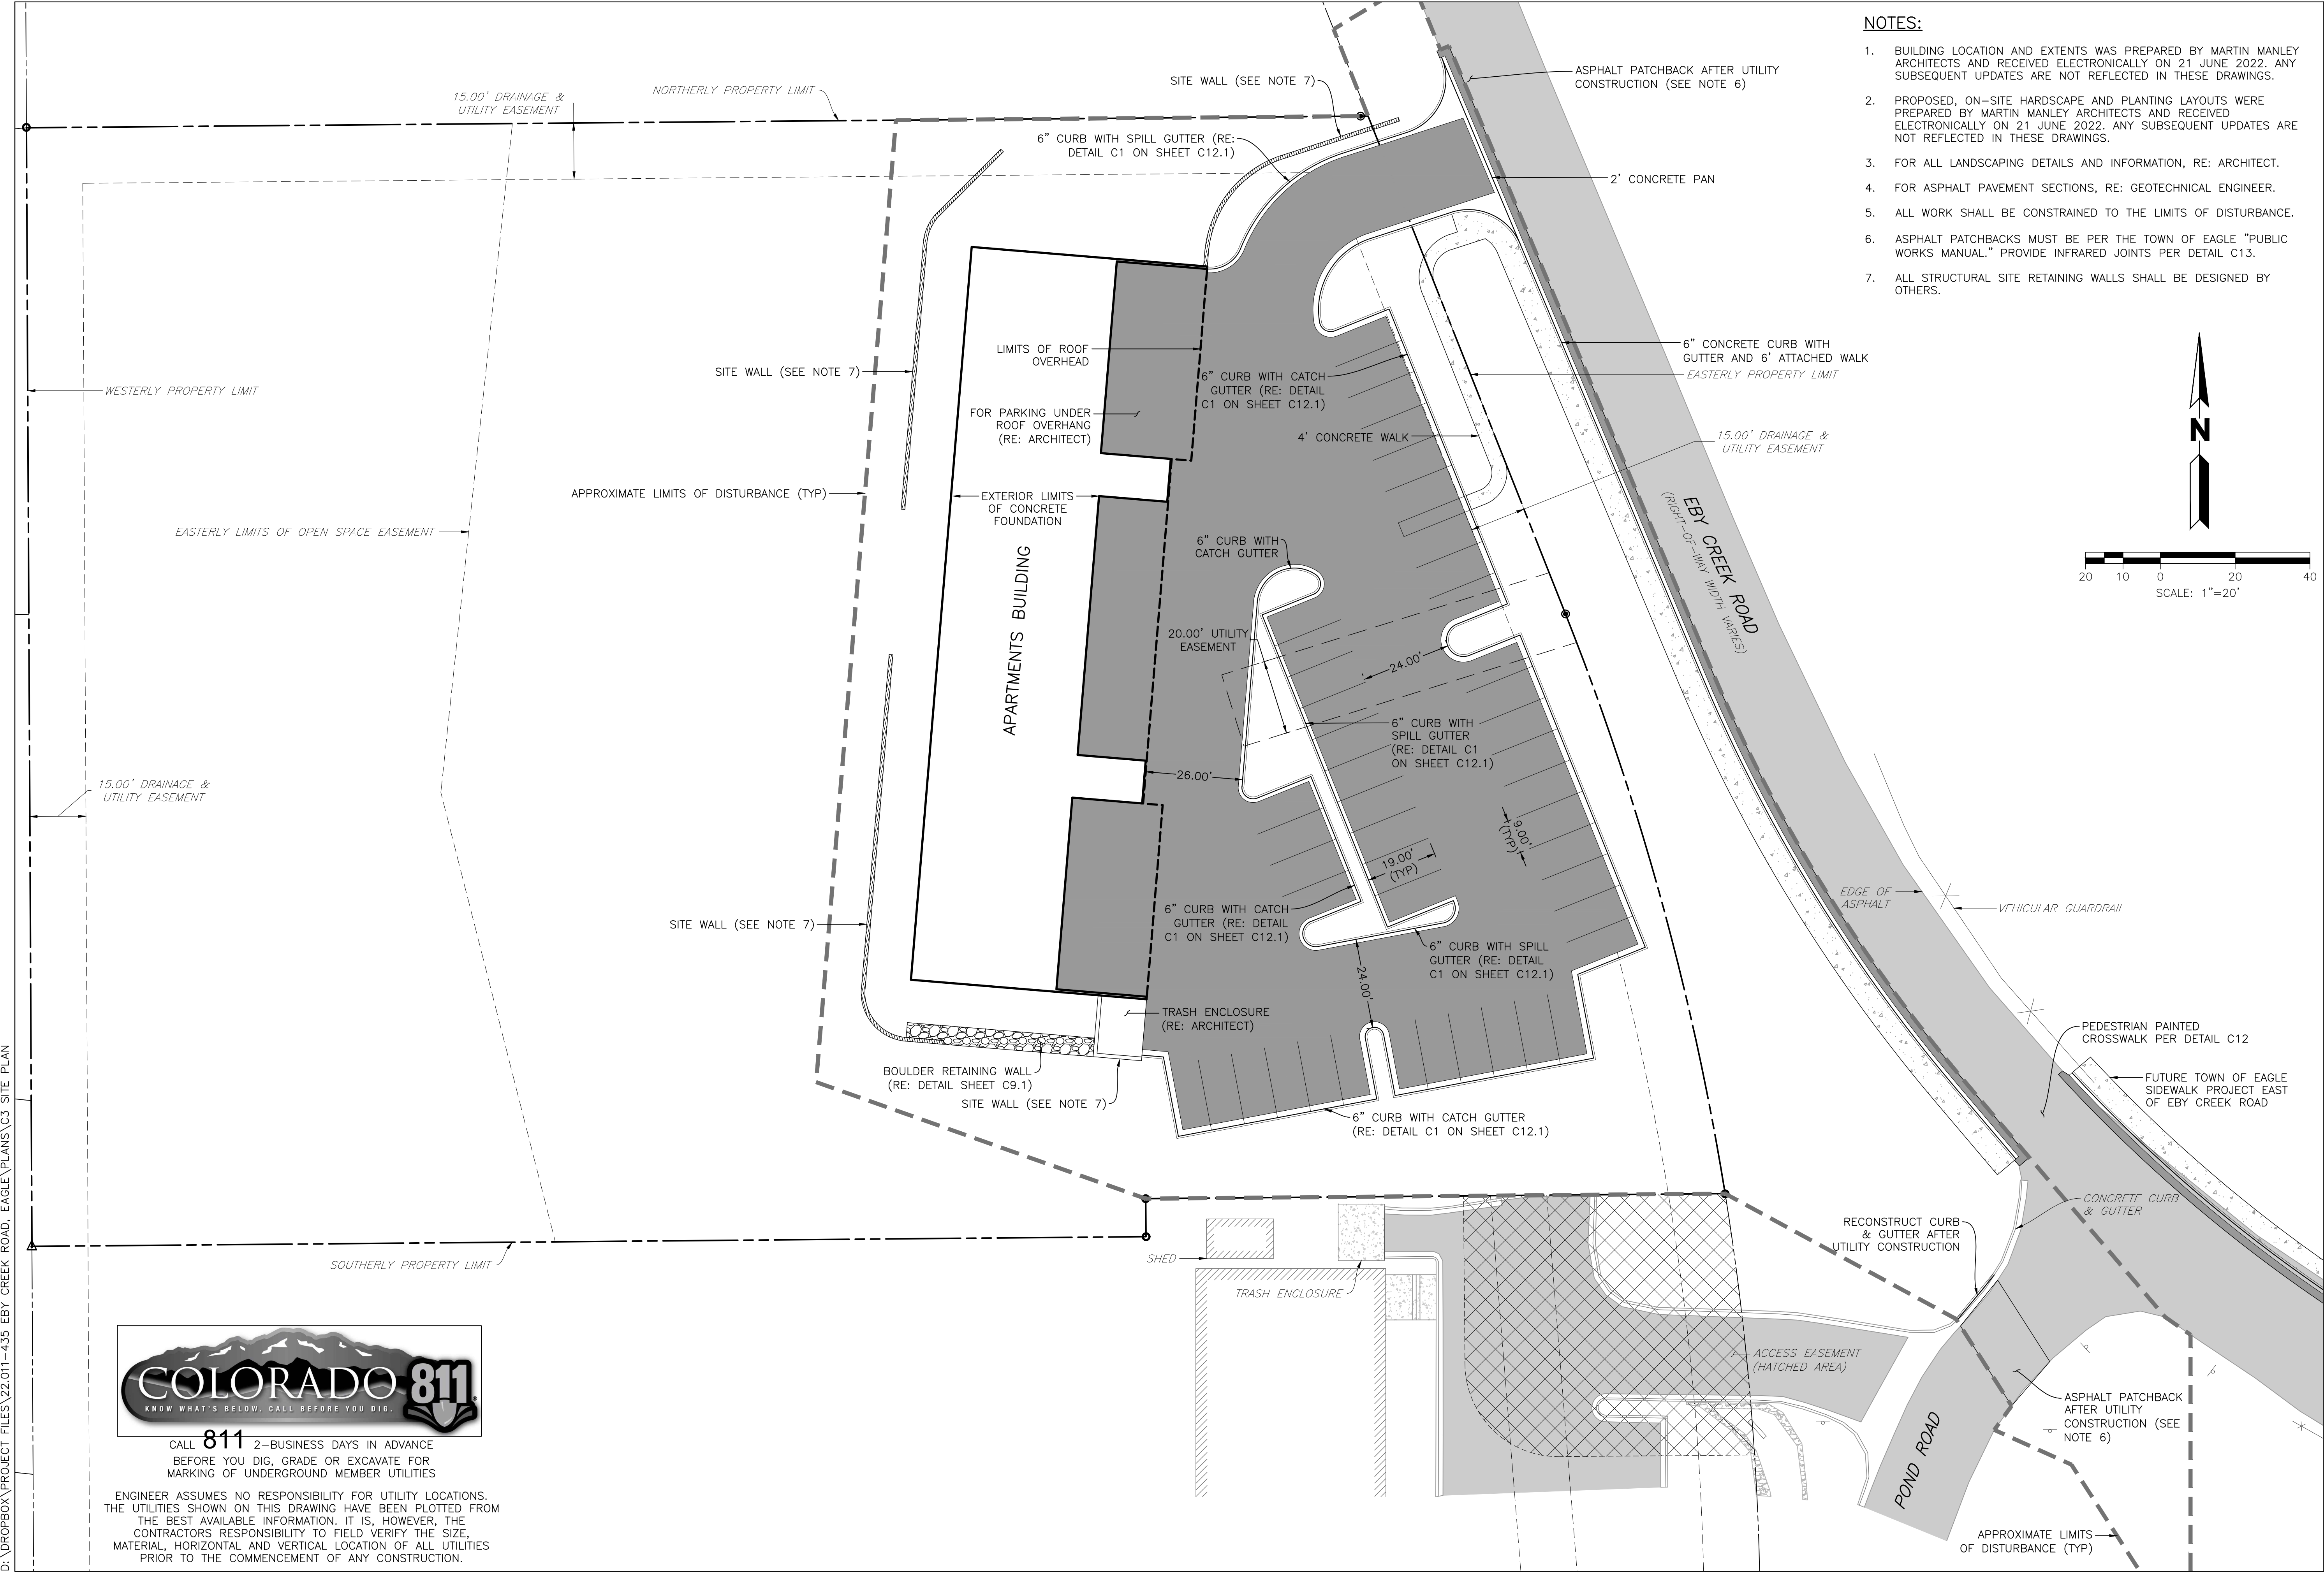 NOTES:
1. BUILDING LOCATION AND EXTENTS WAS PREPARED BY MARTIN MANLEY
ARCHITECTS AND RECEIVED ELECTRONICALLY ON 21 JUNE 2022. ANY
SUBSEQUENT UPDATES ARE NOT REFLECTED IN THESE DRAWINGS.
2. PROPOSED, ON-SITE HARDSCAPE AND PLANTING LAYOUTS WERE
PREPARED BY MARTIN MANLEY ARCHITECTS AND RECEIVED
ELECTRONICALLY ON 21 JUNE 2022. ANY SUBSEQUENT UPDATES ARE
NOT REFLECTED IN THESE DRAWINGS.
3. FOR ALL LANDSCAPING DETAILS AND INFORMATION, RE: ARCHITECT.
4. FOR ASPHALT PAVEMENT SECTIONS, RE: GEOTECHNICAL ENGINEER.
5. ALL WORK SHALL BE CONSTRAINED TO THE LIMITS OF DISTURBANCE.
6. ASPHALT PATCHBACKS MUST BE PER THE TOWN OF EAGLE "PUBLIC
WORKS MANUAL." PROVIDE INFRARED JOINTS PER DETAIL C13.
7. ALL STRUCTURAL SITE RETAINING WALLS SHALL BE DESIGNED BY
OTHERS.
N
20 10 0 20 40
SCALE: 1"=20'
15.00' DRAINAGE &
UTILITY EASEMENT
NORTHERLY PROPERTY LIMIT
SITE WALL (SEE NOTE 7)
6" CURB WITH SPILL GUTTER (RE:
DETAIL C1 ON SHEET C12.1)
ASPHALT PATCHBACK AFTER UTILITY
CONSTRUCTION (SEE NOTE 6)
2' CONCRETE PAN
6" CONCRETE CURB WITH
GUTTER AND 6' ATTACHED WALK
EASTERLY PROPERTY LIMIT
15.00' DRAINAGE &
UTILITY EASEMENT
WESTERLY PROPERTY LIMIT
SITE WALL (SEE NOTE 7)
LIMITS OF ROOF
OVERHEAD
6" CURB WITH CATCH
GUTTER (RE: DETAIL
C1 ON SHEET C12.1)
FOR PARKING UNDER
ROOF OVERHANG
(RE: ARCHITECT)
4' CONCRETE WALK
APPROXIMATE LIMITS OF DISTURBANCE (TYP)
EXTERIOR LIMITS
OF CONCRETE
FOUNDATION
EASTERLY LIMITS OF OPEN SPACE EASEMENT
6" CURB WITH
CATCH GUTTER
EBY CREEK ROAD
(RIGHT-OF-WAY WIDTH VARIES)
APARTMENTS BUILDING
20.00' UTILITY
EASEMENT
24.00'
6" CURB WITH
SPILL GUTTER
(RE: DETAIL C1
ON SHEET C12.1)
26.00'
15.00' DRAINAGE &
UTILITY EASEMENT
9.00'
(TYP)
19.00'
(TYP)
EDGE OF
ASPHALT
VEHICULAR GUARDRAIL
SITE WALL (SEE NOTE 7)
6" CURB WITH CATCH
GUTTER (RE: DETAIL
C1 ON SHEET C12.1)
6" CURB WITH SPILL
GUTTER (RE: DETAIL
C1 ON SHEET C12.1)
24.00'
TRASH ENCLOSURE
(RE: ARCHITECT)
PEDESTRIAN PAINTED
CROSSWALK PER DETAIL C12
BOULDER RETAINING WALL
(RE: DETAIL SHEET C9.1)
SITE WALL (SEE NOTE 7)
6" CURB WITH CATCH GUTTER
(RE: DETAIL C1 ON SHEET C12.1)
FUTURE TOWN OF EAGLE
SIDEWALK PROJECT EAST
OF EBY CREEK ROAD
CONCRETE CURB
& GUTTER
RECONSTRUCT CURB
& GUTTER AFTER
UTILITY CONSTRUCTION
SOUTHERLY PROPERTY LIMIT
SHED
TRASH ENCLOSURE
ACCESS EASEMENT
(HATCHED AREA)
ASPHALT PATCHBACK
AFTER UTILITY
CONSTRUCTION (SEE
NOTE 6)
POND ROAD
APPROXIMATE LIMITS
OF DISTURBANCE (TYP)
COLORADO 811
KNOW WHAT'S BELOW. CALL BEFORE YOU DIG.
CALL 811 2-BUSINESS DAYS IN ADVANCE
BEFORE YOU DIG, GRADE OR EXCAVATE FOR
MARKING OF UNDERGROUND MEMBER UTILITIES
ENGINEER ASSUMES NO RESPONSIBILITY FOR UTILITY LOCATIONS.
THE UTILITIES SHOWN ON THIS DRAWING HAVE BEEN PLOTTED FROM
THE BEST AVAILABLE INFORMATION. IT IS, HOWEVER, THE
CONTRACTORS RESPONSIBILITY TO FIELD VERIFY THE SIZE,
MATERIAL, HORIZONTAL AND VERTICAL LOCATION OF ALL UTILITIES
PRIOR TO THE COMMENCEMENT OF ANY CONSTRUCTION.
D:\DROPBOX\PROJECT FILES\22.011-435 EBY CREEK ROAD, EAGLE\PLANS\C3 SITE PLAN